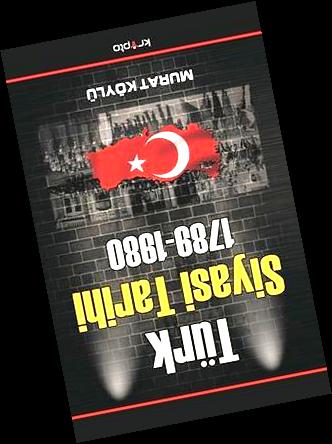 Türk
Siyasi Tarihi
1789-1980
MURAT KÖYLÜ
kripto